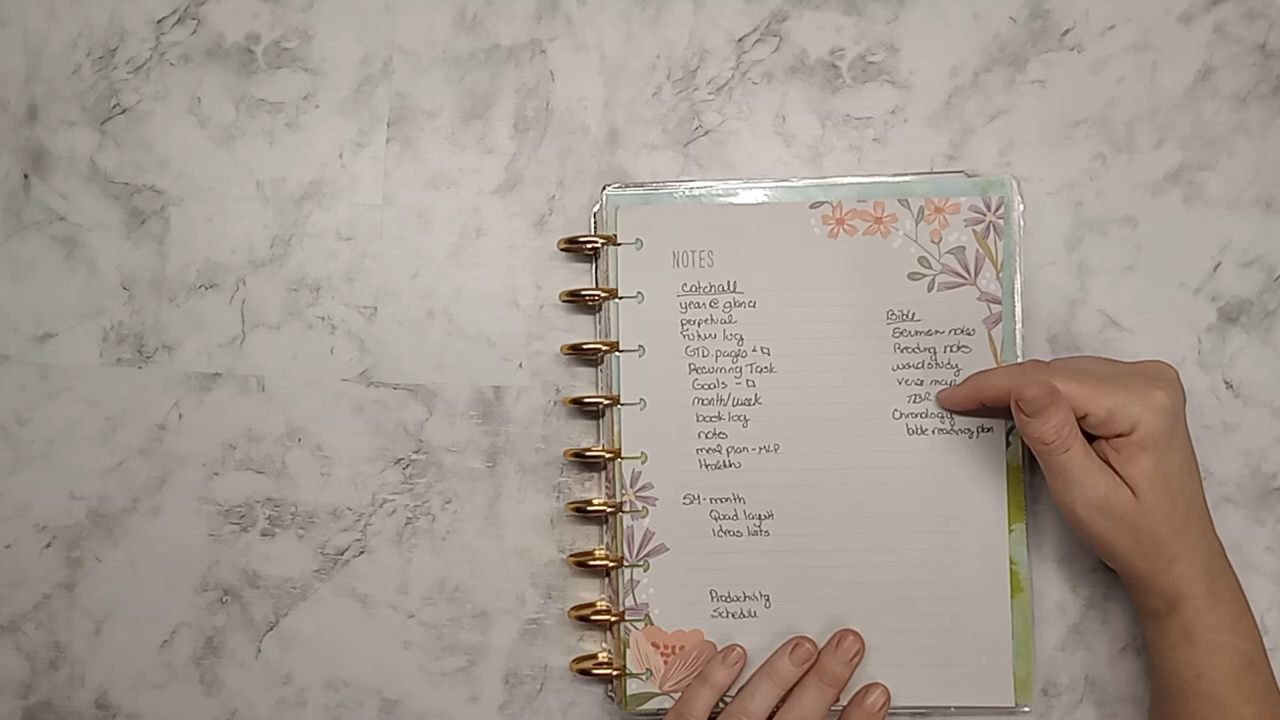 NOTES
Catchall
year @ glance
perpetual
Future log
GTD pages
Recurring Task
Goals -
month/week
book log
notes
meal plan - MLP
Health
SM - month
Quad layout
Ideas lists
Productivity
Schedule
Bible
Sermon notes
Reading notes
word study
verse map
TBR
Chronology
bible reading plan